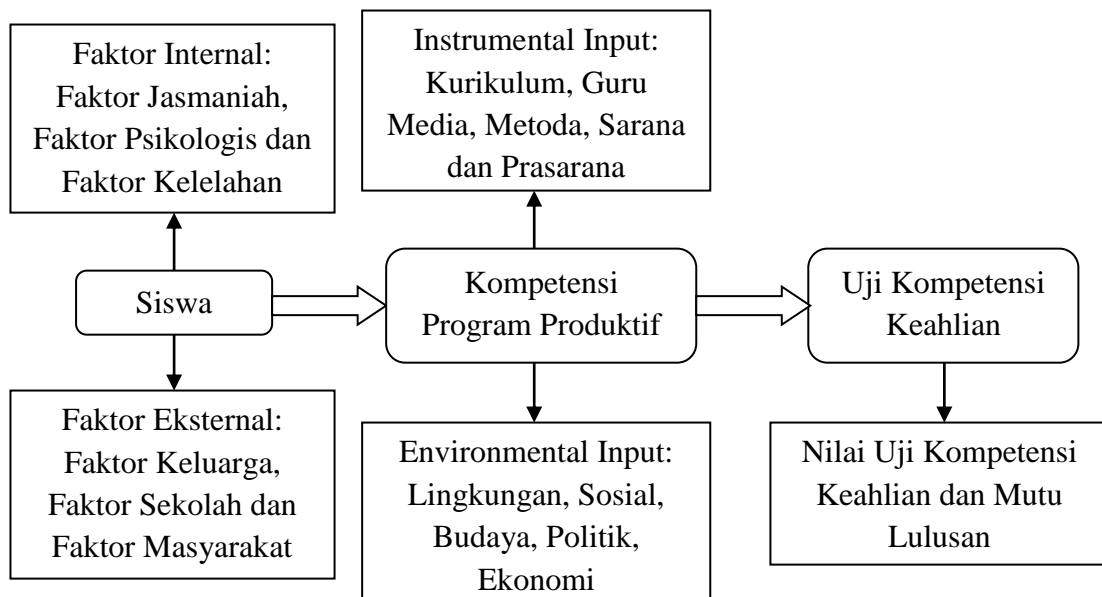 Faktor Internal:
Faktor Jasmaniah,
Faktor Psikologis dan
Faktor Kelelahan
Instrumental Input:
Kurikulum, Guru
Media, Metoda, Sarana
dan Prasarana
Siswa
Kompetensi
Program Produktif
Uji Kompetensi
Keahlian
Faktor Eksternal:
Faktor Keluarga,
Faktor Sekolah dan
Faktor Masyarakat
Environmental Input:
Lingkungan, Sosial,
Budaya, Politik,
Ekonomi
Nilai Uji Kompetensi
Keahlian dan Mutu
Lulusan